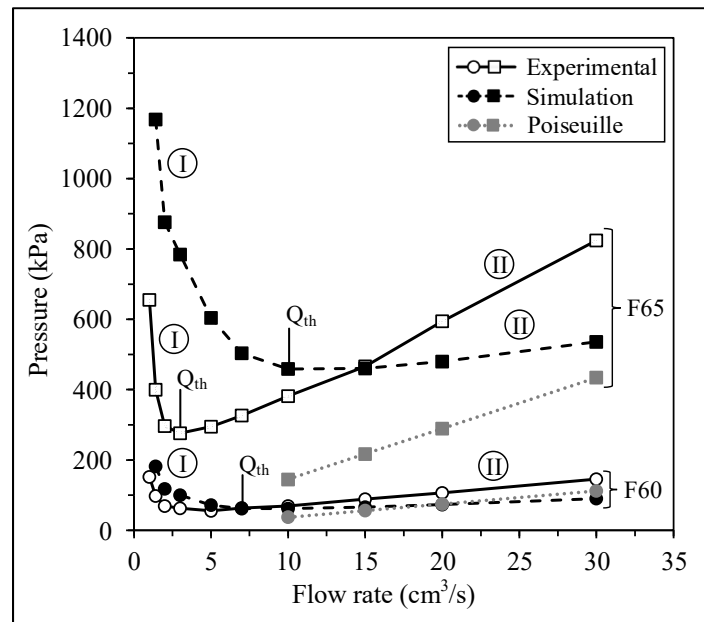 1400
1200
1000
800
600
400
200
0
Pressure (kPa)
0 5 10 15 20 25 30 35
Flow rate (cm³/s)
Experimental
Simulation
Poiseuille
I
I
I
II
II
II
Qth
Qth
Qth
F65
F60